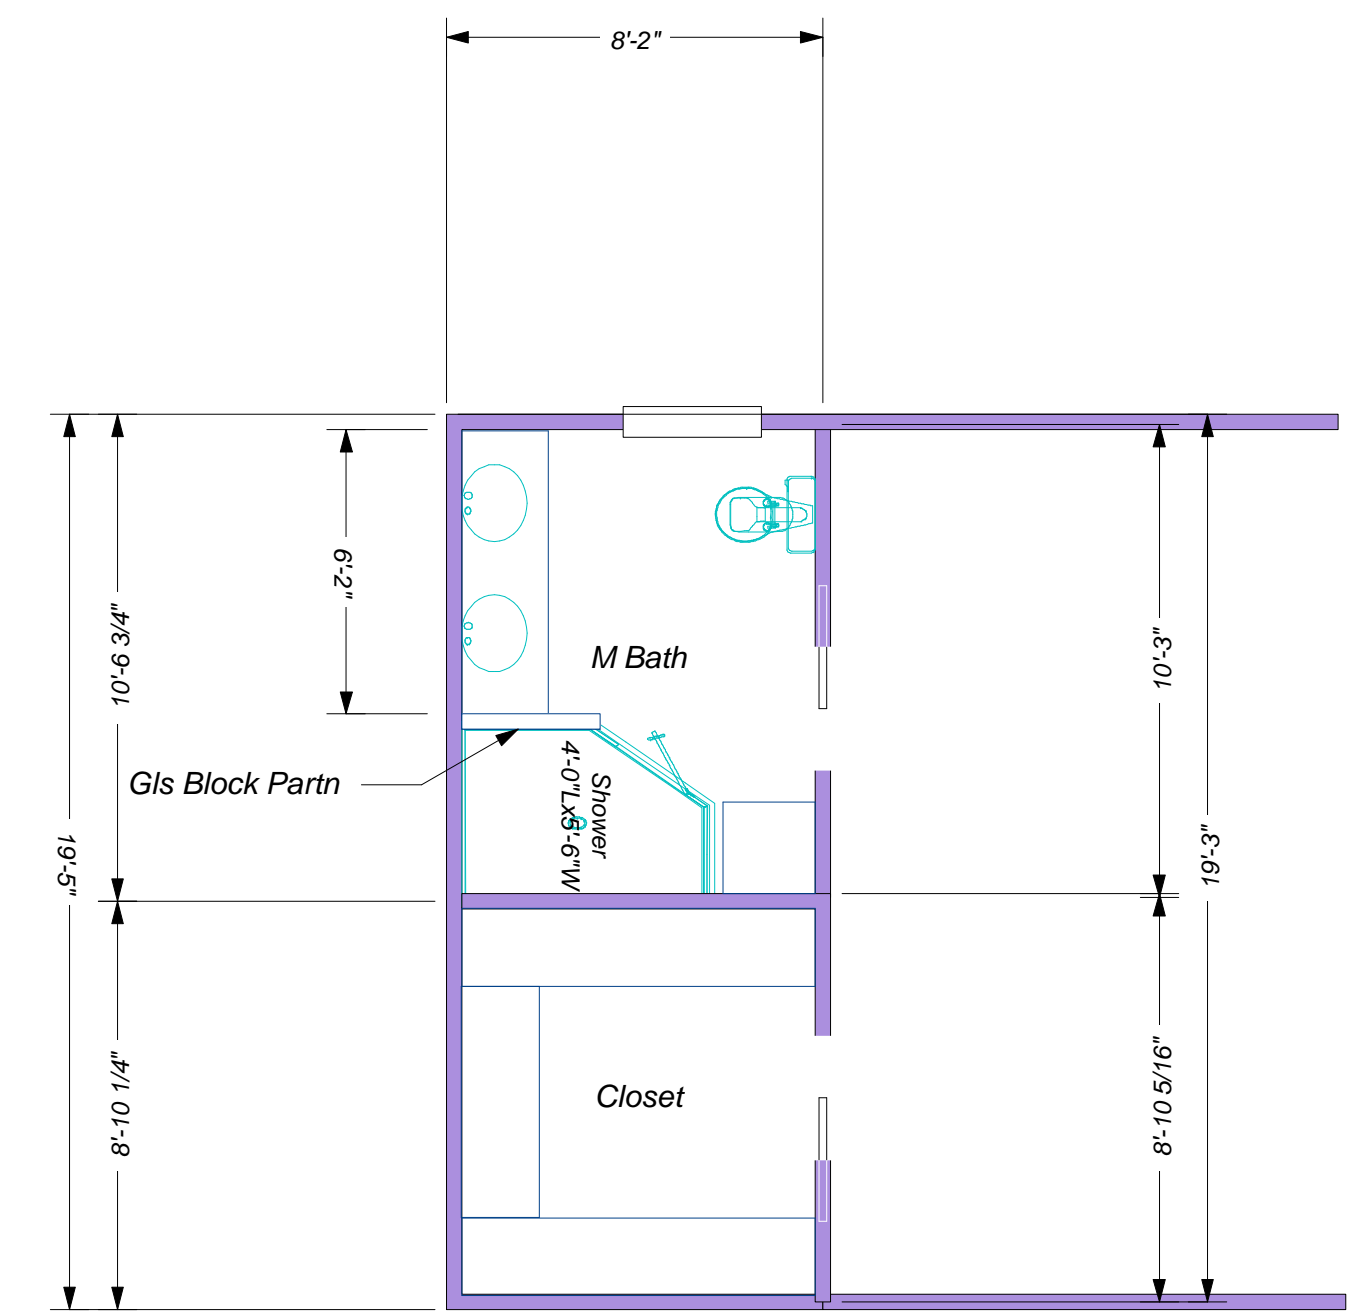 8'-2"
6'-2"
10'-6 3/4"
M Bath
10'-3"
Gls Block Partn
Shower
4'-0"Lx5'-6"W
19'-5"
19'-3"
8'-10 1/4"
Closet
8'-10 5/16"